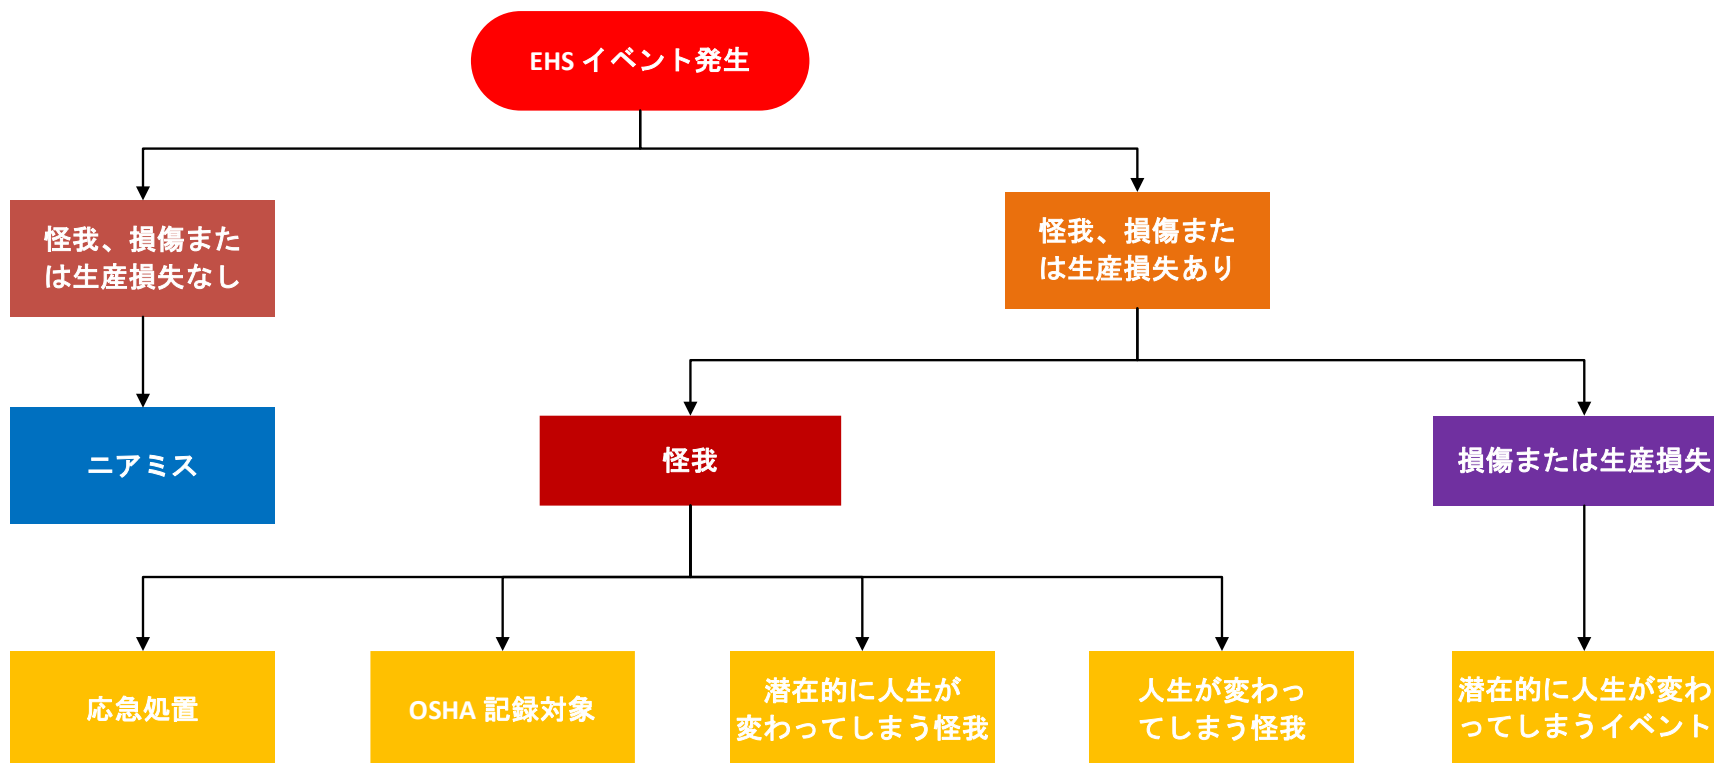 EHS イベント発生
怪我、損傷また
は生産損失なし
怪我、損傷また
は生産損失あり
ニアミス
怪我
損傷または生産損失
応急処置
OSHA 記録対象
潜在的に人生が
変わってしまう怪我
人生が変わっ
てしまう怪我
潜在的に人生が変わ
ってしまうイベント